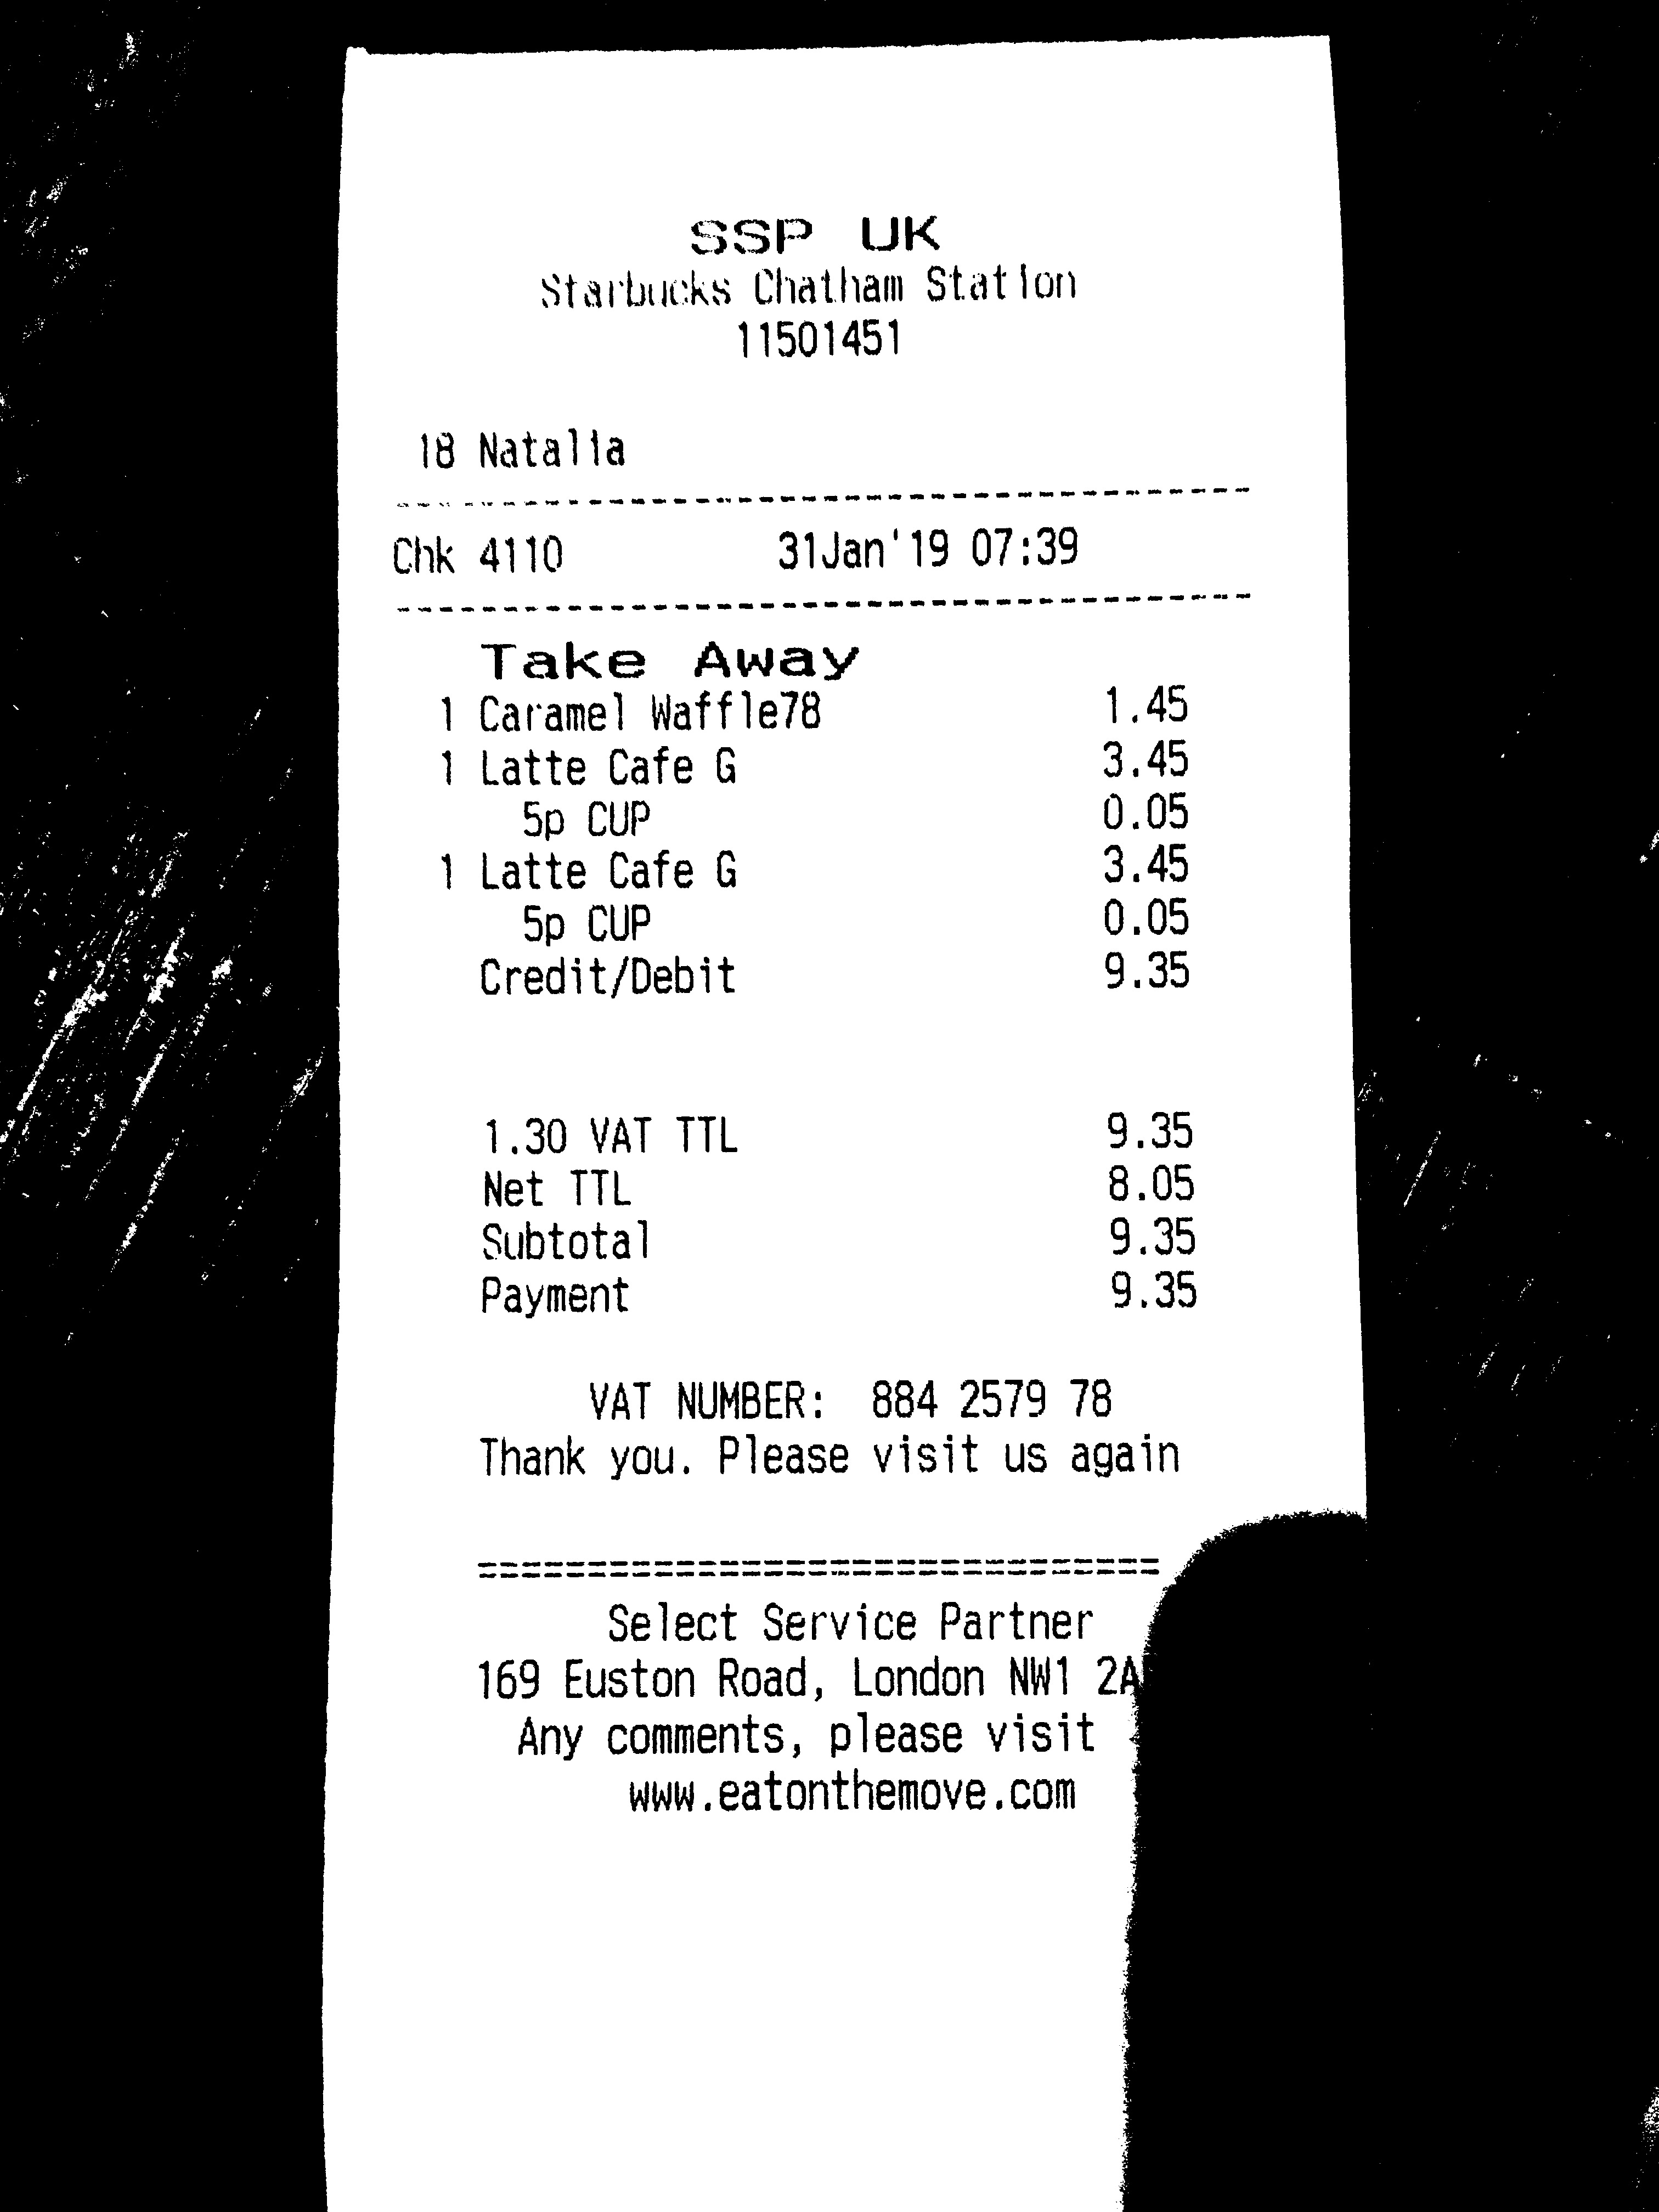 SSP UK
Starbucks Chatham Station
11501451
18 Natalia
----------------------------------------
Chk 4110 31Jan'19 07:39
----------------------------------------
Take Away
1 Caramel Waffle78 1.45
1 Latte Cafe G 3.45
5p CUP 0.05
1 Latte Cafe G 3.45
5p CUP 0.05
Credit/Debit 9.35
1.30 VAT TTL 9.35
Net TTL 8.05
Subtotal 9.35
Payment 9.35
VAT NUMBER: 884 2579 78
Thank you. Please visit us again
===============================
Select Service Partner
169 Euston Road, London NW1 2A
Any comments, please visit
www.eatonthemove.com